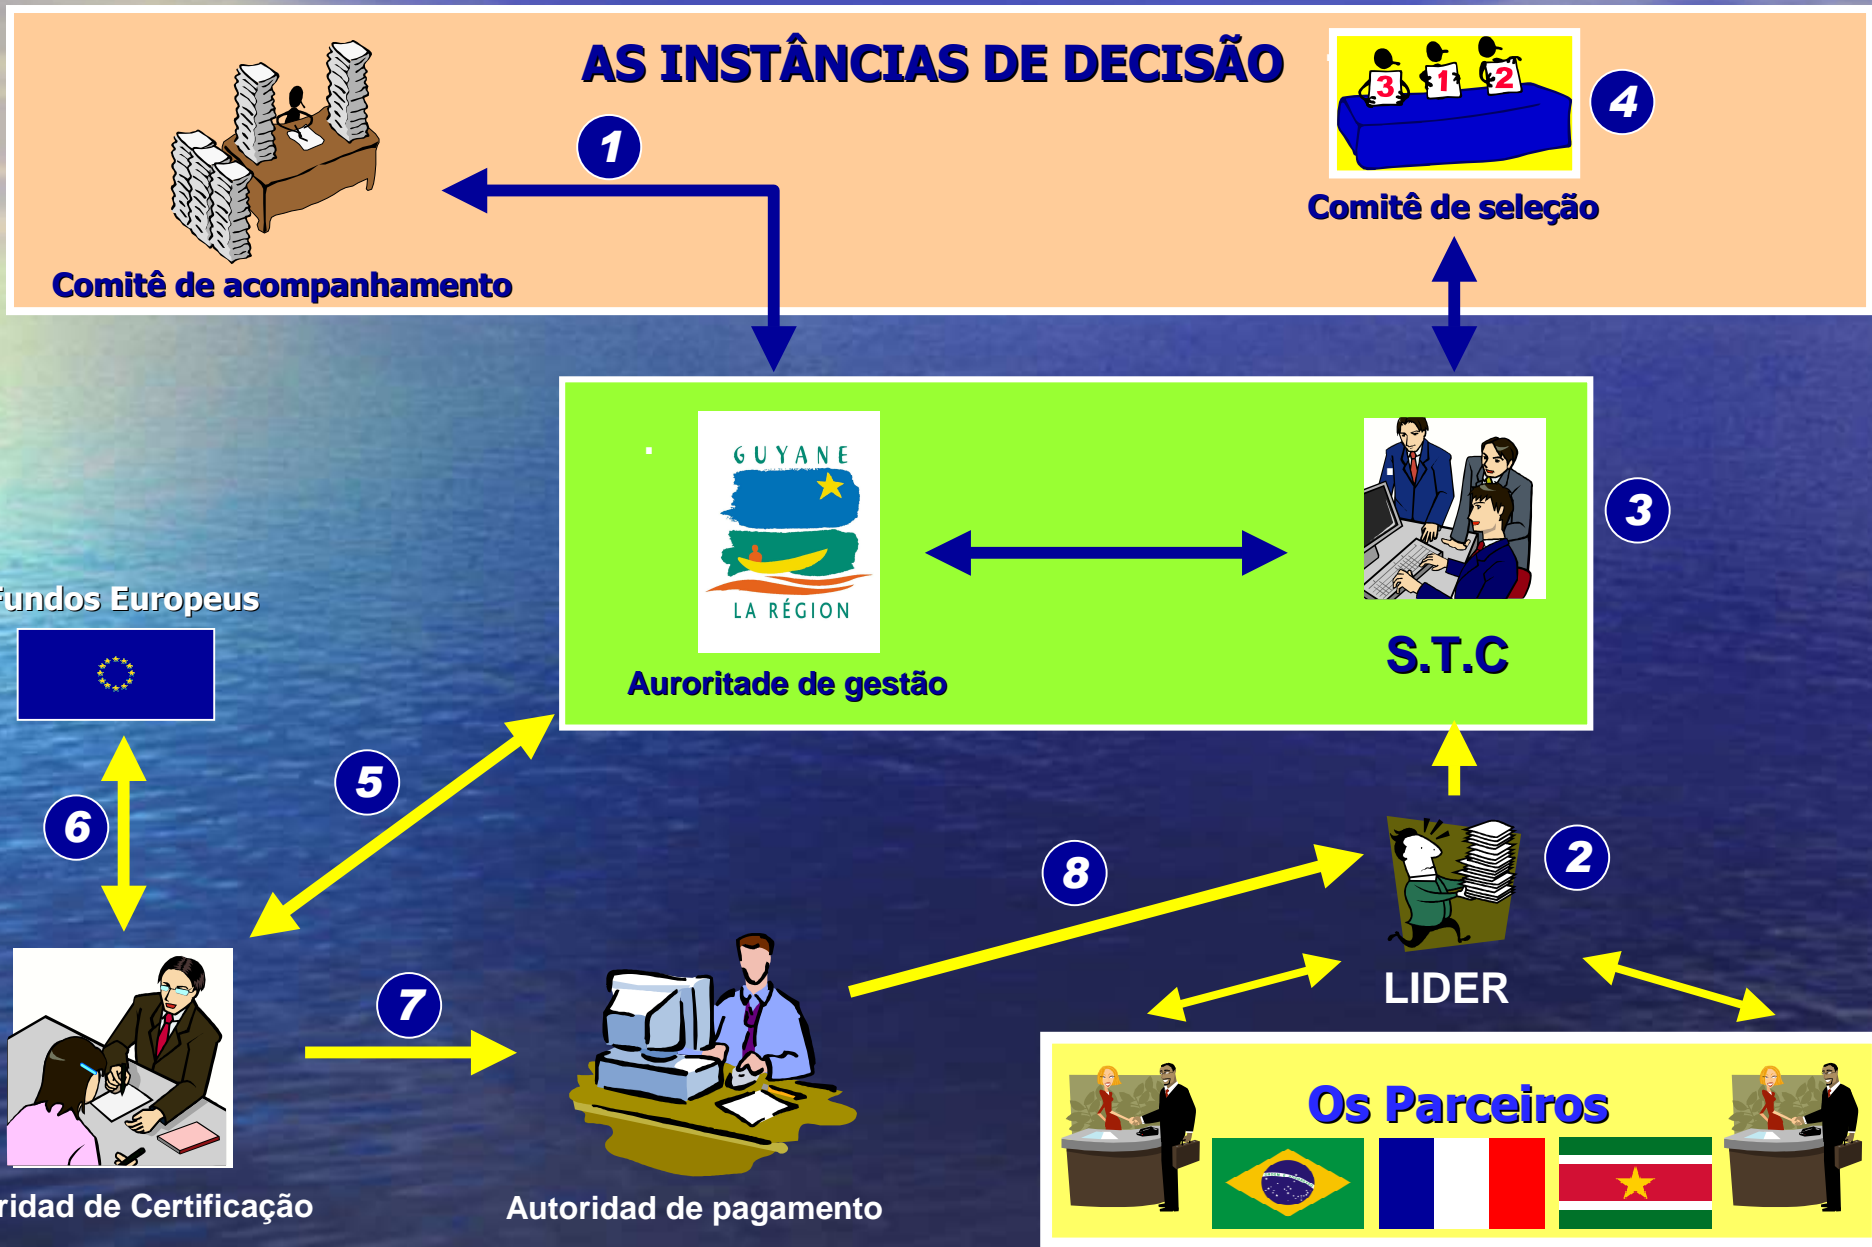 AS INSTÂNCIAS DE DECISÃO
3 1 2
4
1
Comitê de seleção
Comitê de acompanhamento
GUYANE
LA RÉGION
3
S.T.C
Auroritade de gestão
Fundos Europeus
5
6
8
2
LIDER
7
Os Parceiros
ridad de Certificação
Autoridad de pagamento